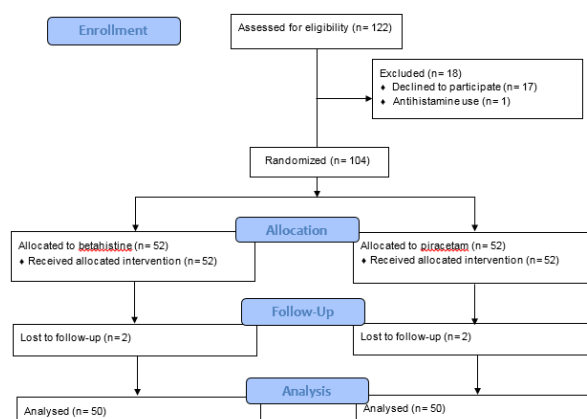 Enrollment
Assessed for eligibility (n= 122)
Excluded (n= 18)
♦ Declined to participate (n= 17)
♦ Antihistamine use (n= 1)
Randomized (n= 104)
Allocation
Allocated to betahistine (n= 52)
♦ Received allocated intervention (n= 52)
Allocated to piracetam (n= 52)
♦ Received allocated intervention (n= 52)
Follow-Up
Lost to follow-up (n= 2)
Lost to follow-up (n= 2)
Analysis
Analysed (n= 50)
Analysed (n= 50)